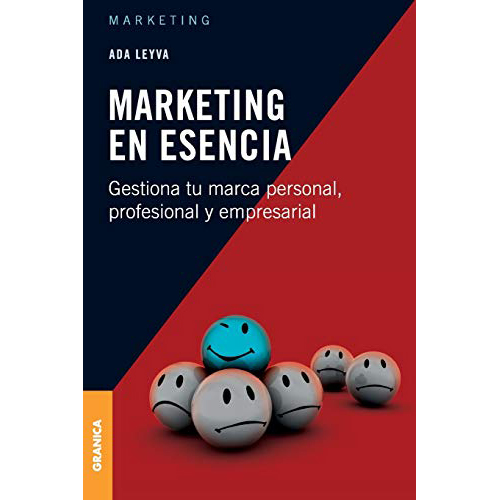 MARKETING
ADA LEYVA
MARKETING
EN ESENCIA
Gestiona tu marca personal,
profesional y empresarial
GRANICA